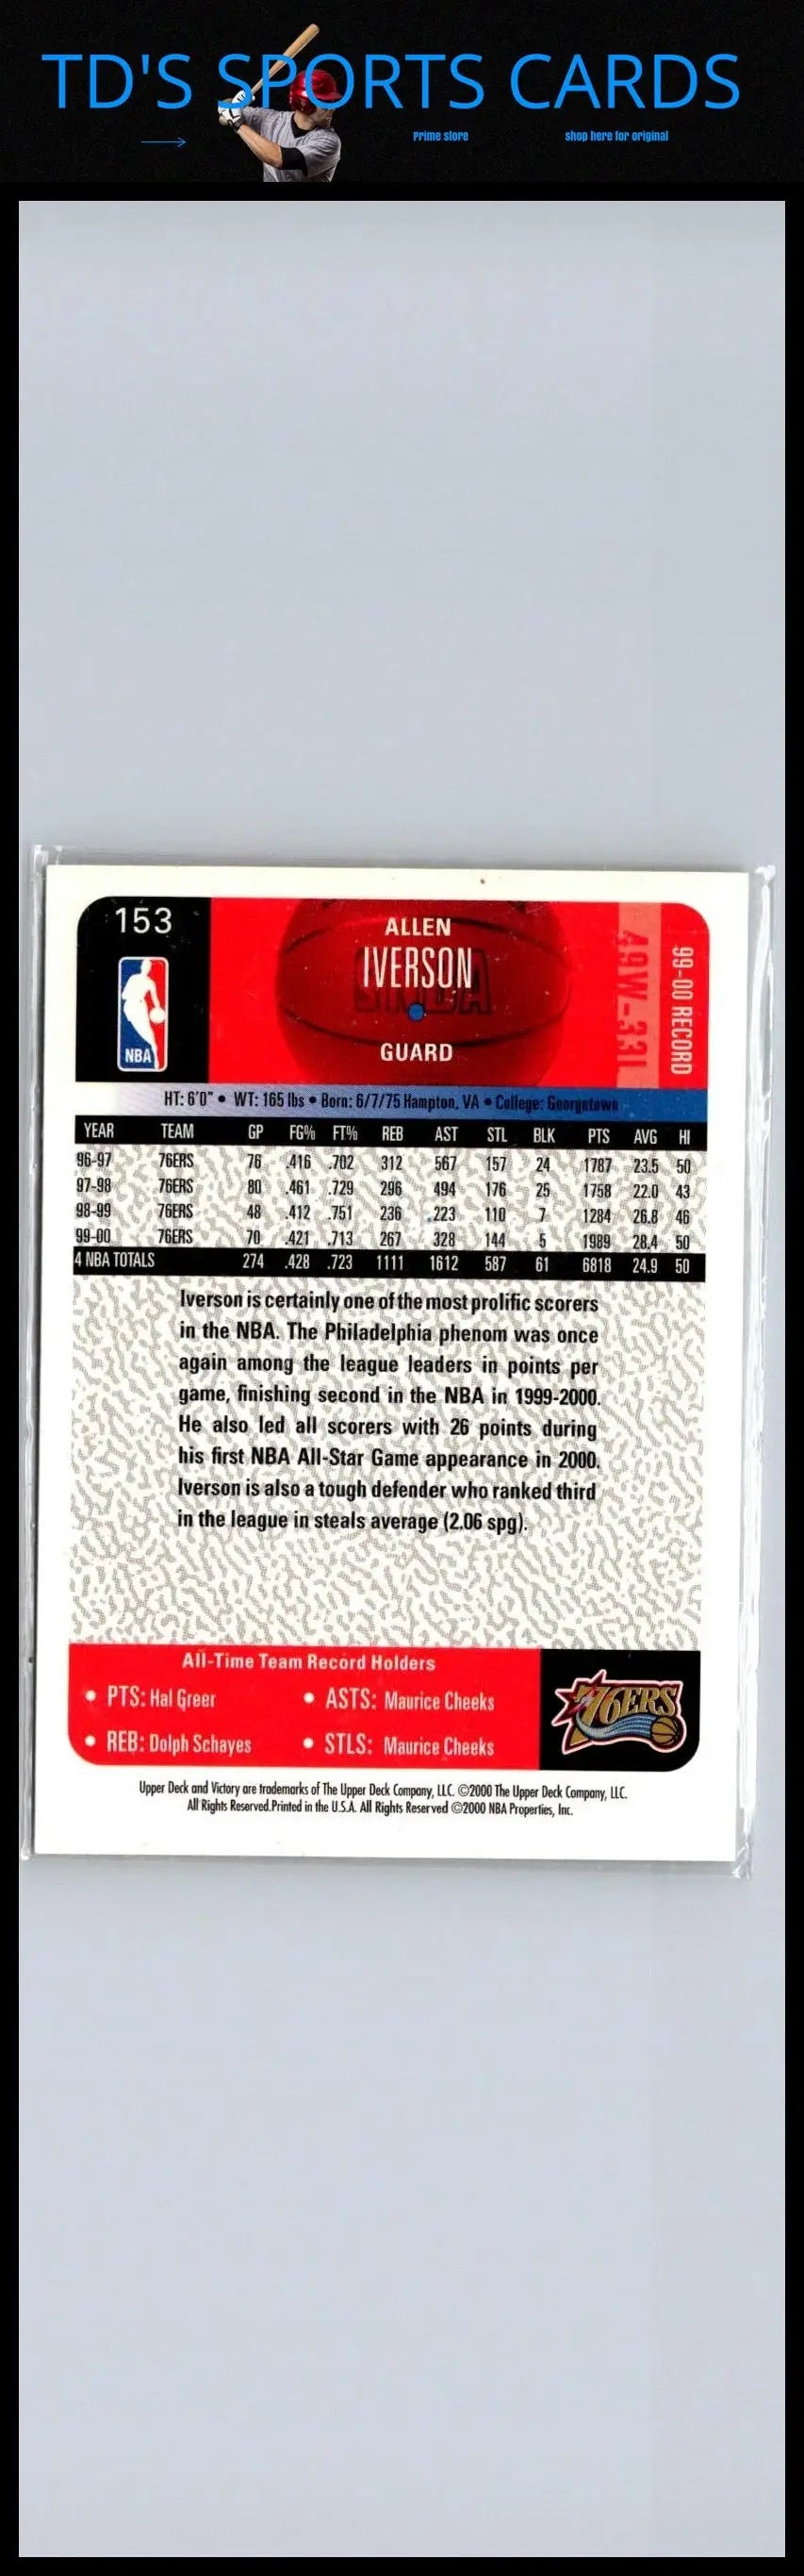 TD'S SPORTS CARDS
Prime store
shop here for original
153
NBA
ALLEN
IVERSON
GUARD
49W-33L
99-00 RECORD
HT: 6'0" • WT: 165 lbs • Born: 6/7/75 Hampton, VA • College: Georgetown
YEAR TEAM GP FG% FT% REB AST STL BLK PTS AVG HI
96-97 76ERS 76 .416 .702 312 567 157 24 1787 23.5 50
97-98 76ERS 80 .461 .729 296 494 176 25 1758 22.0 43
98-99 76ERS 48 .412 .751 236 223 110 7 1284 26.8 46
99-00 76ERS 70 .421 .713 267 328 144 5 1989 28.4 50
4 NBA TOTALS 274 .428 .723 1111 1612 587 61 6818 24.9 50
Iverson is certainly one of the most prolific scorers
in the NBA. The Philadelphia phenom was once
again among the league leaders in points per
game, finishing second in the NBA in 1999-2000.
He also led all scorers with 26 points during
his first NBA All-Star Game appearance in 2000.
Iverson is also a tough defender who ranked third
in the league in steals average (2.06 spg).
All-Time Team Record Holders
• PTS: Hal Greer • ASTS: Maurice Cheeks
• REB: Dolph Schayes • STLS: Maurice Cheeks
76ERS
Upper Deck and Victory are trademarks of The Upper Deck Company, LLC. ©2000 The Upper Deck Company, LLC.
All Rights Reserved.Printed in the U.S.A. All Rights Reserved ©2000 NBA Properties, Inc.